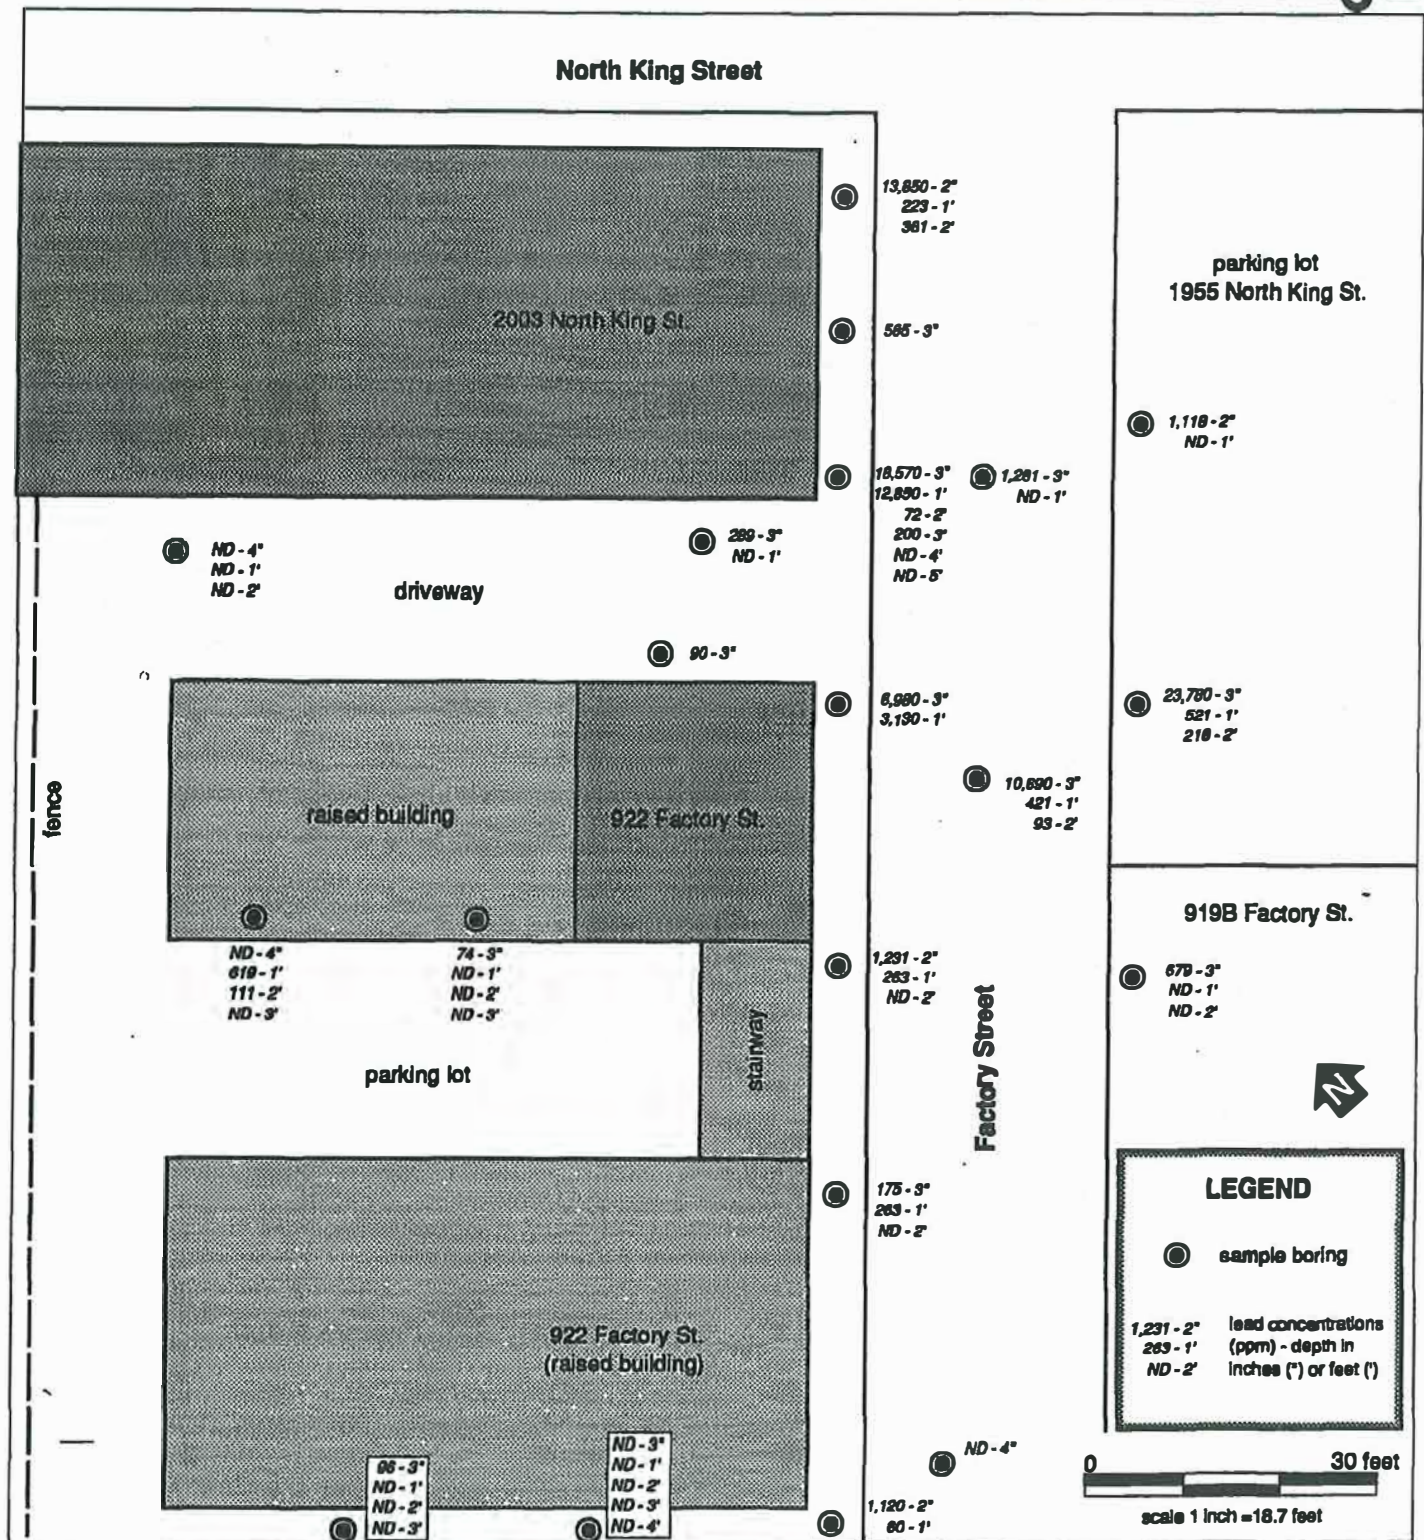 North King Street
13,850 - 2"
223 - 1'
381 - 2'
parking lot
1955 North King St.
2003 North King St.
565 - 3"
1,118 - 2"
ND - 1'
18,570 - 3"
12,850 - 1'
72 - 2'
200 - 3"
ND - 4'
ND - 5'
1,281 - 3"
ND - 1'
289 - 3"
ND - 1'
ND - 4"
ND - 1'
ND - 2'
driveway
90 - 3"
6,980 - 3"
3,130 - 1'
23,780 - 3"
521 - 1'
218 - 2'
10,690 - 3"
421 - 1'
93 - 2'
fence
raised building
922 Factory St.
919B Factory St.
ND - 4"
619 - 1'
111 - 2'
ND - 3'
74 - 3"
ND - 1'
ND - 2'
ND - 3'
1,231 - 2"
263 - 1'
ND - 2'
679 - 3"
ND - 1'
ND - 2'
stairway
Factory Street
parking lot
N
175 - 3"
263 - 1'
ND - 2'
LEGEND
sample boring
1,231 - 2" lead concentrations
263 - 1' (ppm) - depth in
ND - 2' inches (") or feet (')
922 Factory St.
(raised building)
ND - 4"
96 - 3"
ND - 1'
ND - 2'
ND - 3'
ND - 3"
ND - 1'
ND - 2'
ND - 3'
ND - 4'
1,120 - 2"
60 - 1'
0 30 feet
scale 1 inch = 18.7 feet